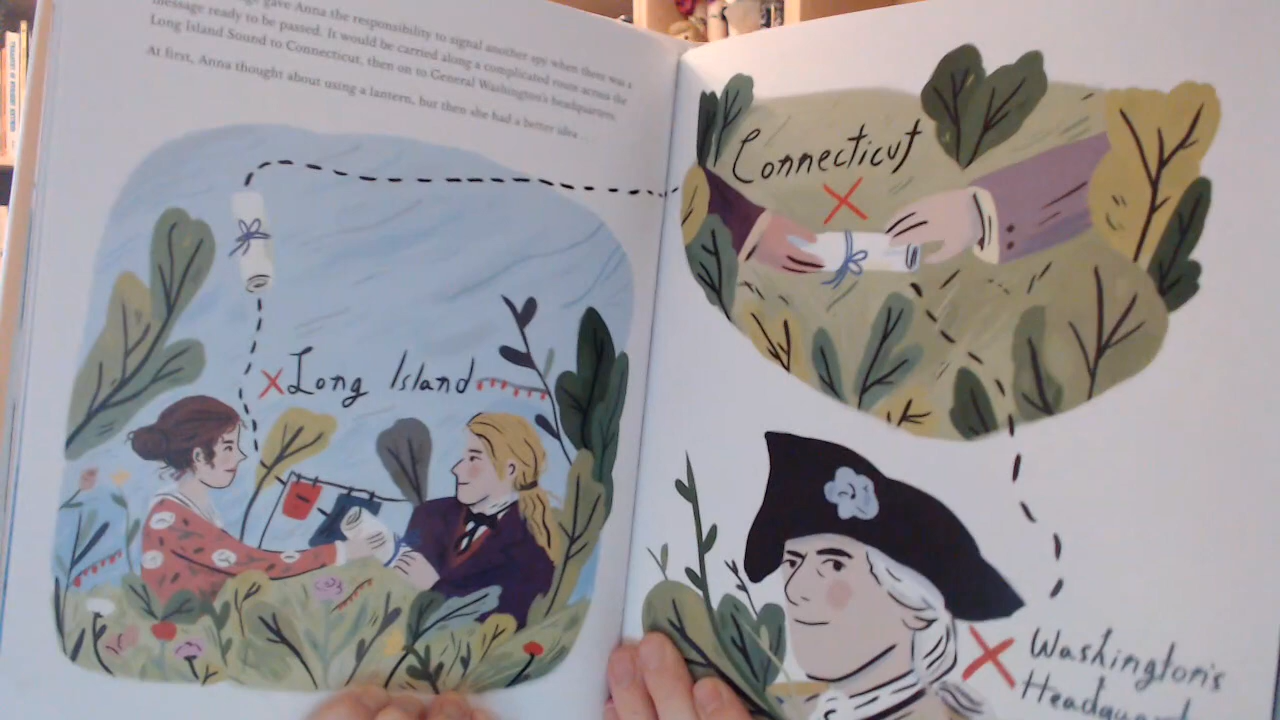 gave Anna the responsibility to signal another spy when there was a
message ready to be passed. It would be carried along a complicated route across the
Long Island Sound to Connecticut, then on to General Washington's headquarters.
At first, Anna thought about using a lantern, but then she had a better idea . . .
Long Island
Connecticut
Washington's